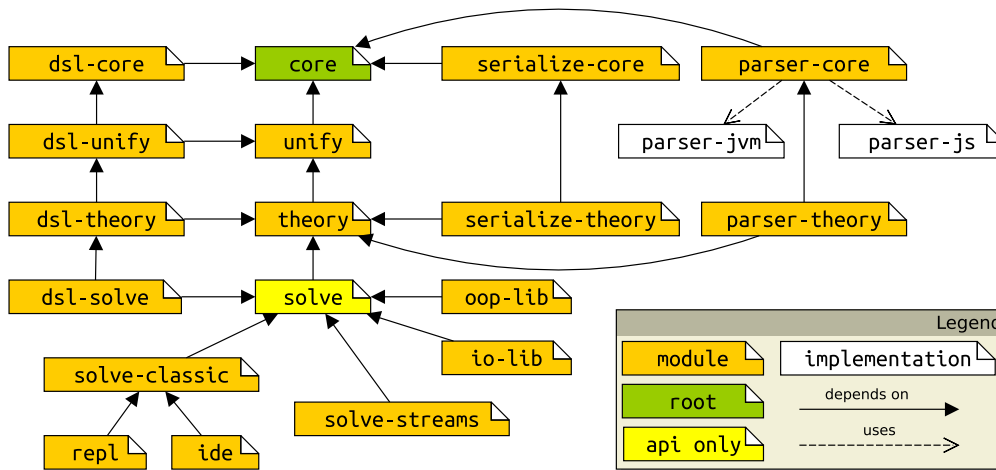 dsl-core
core
serialize-core
parser-core
dsl-unify
unify
parser-jvm
parser-js
dsl-theory
theory
serialize-theory
parser-theory
dsl-solve
solve
oop-lib
Legend
io-lib
module
implementation
solve-classic
root
depends on
solve-streams
uses
api only
repl
ide